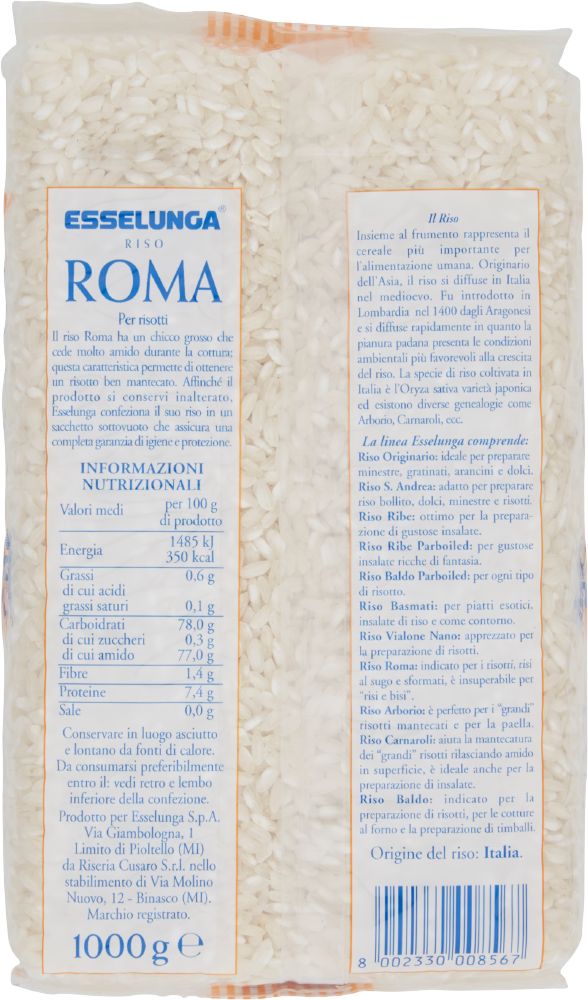 ESSELUNGA®
RISO
ROMA
Per risotti
Il riso Roma ha un chicco grosso che
cede molto amido durante la cottura;
questa caratteristica permette di ottenere
un risotto ben mantecato. Affinché il
prodotto si conservi inalterato,
Esselunga confeziona il suo riso in un
sacchetto sottovuoto che assicura una
completa garanzia di igiene e protezione.
INFORMAZIONI
NUTRIZIONALI
Valori medi per 100 g
di prodotto
Energia 1485 kJ
350 kcal
Grassi 0,6 g
di cui acidi
grassi saturi 0,1 g
Carboidrati 78,0 g
di cui zuccheri 0,3 g
di cui amido 77,0 g
Fibre 1,4 g
Proteine 7,4 g
Sale 0,0 g
Conservare in luogo asciutto
e lontano da fonti di calore.
Da consumarsi preferibilmente
entro il: vedi retro e lembo
inferiore della confezione.
Prodotto per Esselunga S.p.A.
Via Giambologna, 1
Limito di Pioltello (MI)
da Riseria Cusaro S.r.l. nello
stabilimento di Via Molino
Nuovo, 12 - Binasco (MI).
Marchio registrato.
1000 g e
Il Riso
Insieme al frumento rappresenta il
cereale più importante per
l'alimentazione umana. Originario
dell'Asia, il riso si diffuse in Italia
nel medioevo. Fu introdotto in
Lombardia nel 1400 dagli Aragonesi
e si diffuse rapidamente in quanto la
pianura padana presenta le condizioni
ambientali più favorevoli alla crescita
del riso. La specie di riso coltivata in
Italia è l'Oryza sativa varietà japonica
ed esistono diverse genealogie come
Arborio, Carnaroli, ecc.
La linea Esselunga comprende:
Riso Originario: ideale per preparare
minestre, gratinati, arancini e dolci.
Riso S. Andrea: adatto per preparare
riso bollito, dolci, minestre e risotti.
Riso Ribe: ottimo per la prepara-
zione di gustose insalate.
Riso Ribe Parboiled: per gustose
insalate ricche di fantasia.
Riso Baldo Parboiled: per ogni tipo
di risotto.
Riso Basmati: per piatti esotici,
insalate di riso e come contorno.
Riso Vialone Nano: apprezzato per
la preparazione di risotti.
Riso Roma: indicato per i risotti, risi
al sugo e sformati, è insuperabile per
"risi e bisi".
Riso Arborio: è perfetto per i "grandi"
risotti mantecati e per la paella.
Riso Carnaroli: aiuta la mantecatura
dei "grandi" risotti rilasciando amido
in superficie, è ideale anche per la
preparazione di insalate.
Riso Baldo: indicato per la
preparazione di risotti, per le cotture
al forno e la preparazione di timballi.
Origine del riso: Italia.
8 002330 008567